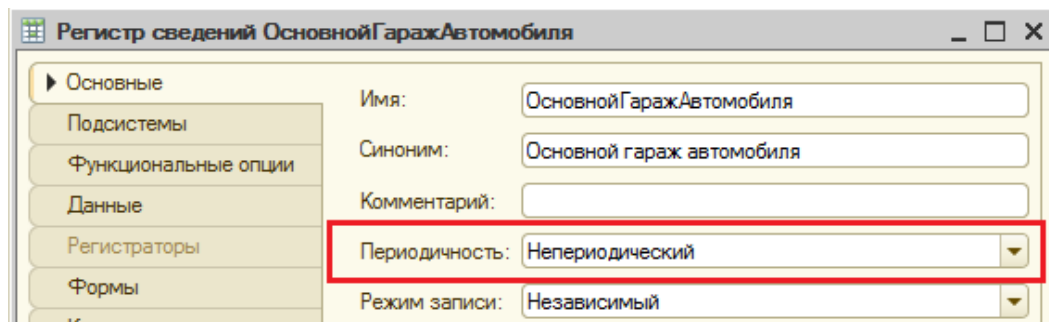 Регистр сведений ОсновнойГаражАвтомобиля
Основные
Подсистемы
Функциональные опции
Данные
Регистраторы
Формы
Имя: ОсновнойГаражАвтомобиля
Синоним: Основной гараж автомобиля
Комментарий:
Периодичность: Непериодический
Режим записи: Независимый